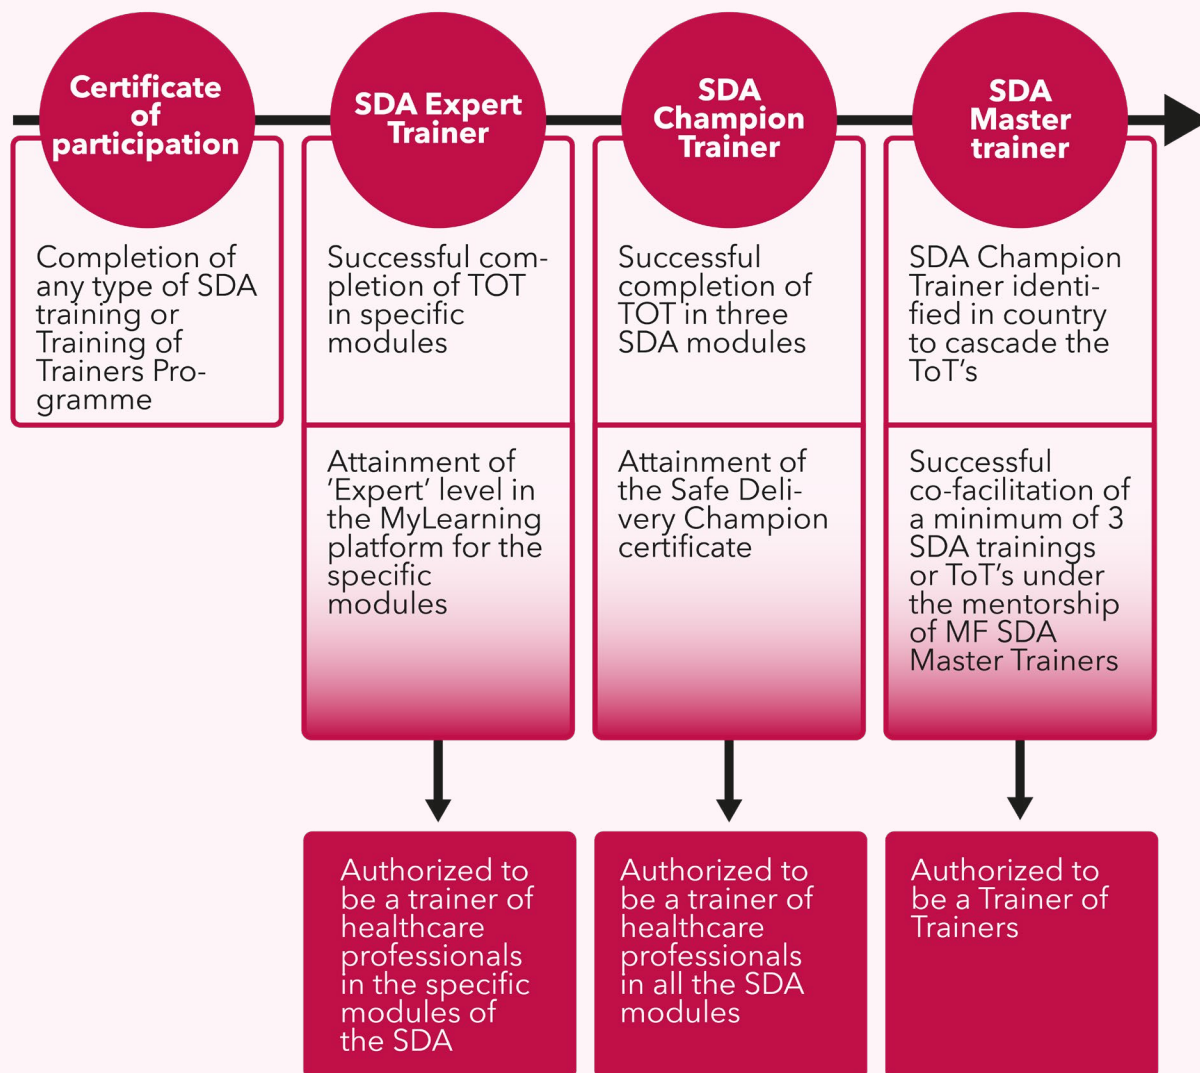 Certificate
of
participation
Completion of
any type of SDA
training or
Training of
Trainers Pro-
gramme
SDA Expert
Trainer
Successful com-
pletion of TOT
in specific
modules
Attainment of
‘Expert’ level in
the MyLearning
platform for the
specific
modules
Authorized to
be a trainer of
healthcare
professionals
in the specific
modules of
the SDA
SDA
Champion
Trainer
Successful
completion of
TOT in three
SDA modules
Attainment of
the Safe Deli-
very Champion
certificate
Authorized to
be a trainer of
healthcare
professionals
in all the SDA
modules
SDA
Master
trainer
SDA Champion
Trainer identi-
fied in country
to cascade the
ToT’s
Successful
co-facilitation of
a minimum of 3
SDA trainings
or ToT’s under
the mentorship
of MF SDA
Master Trainers
Authorized to
be a Trainer of
Trainers